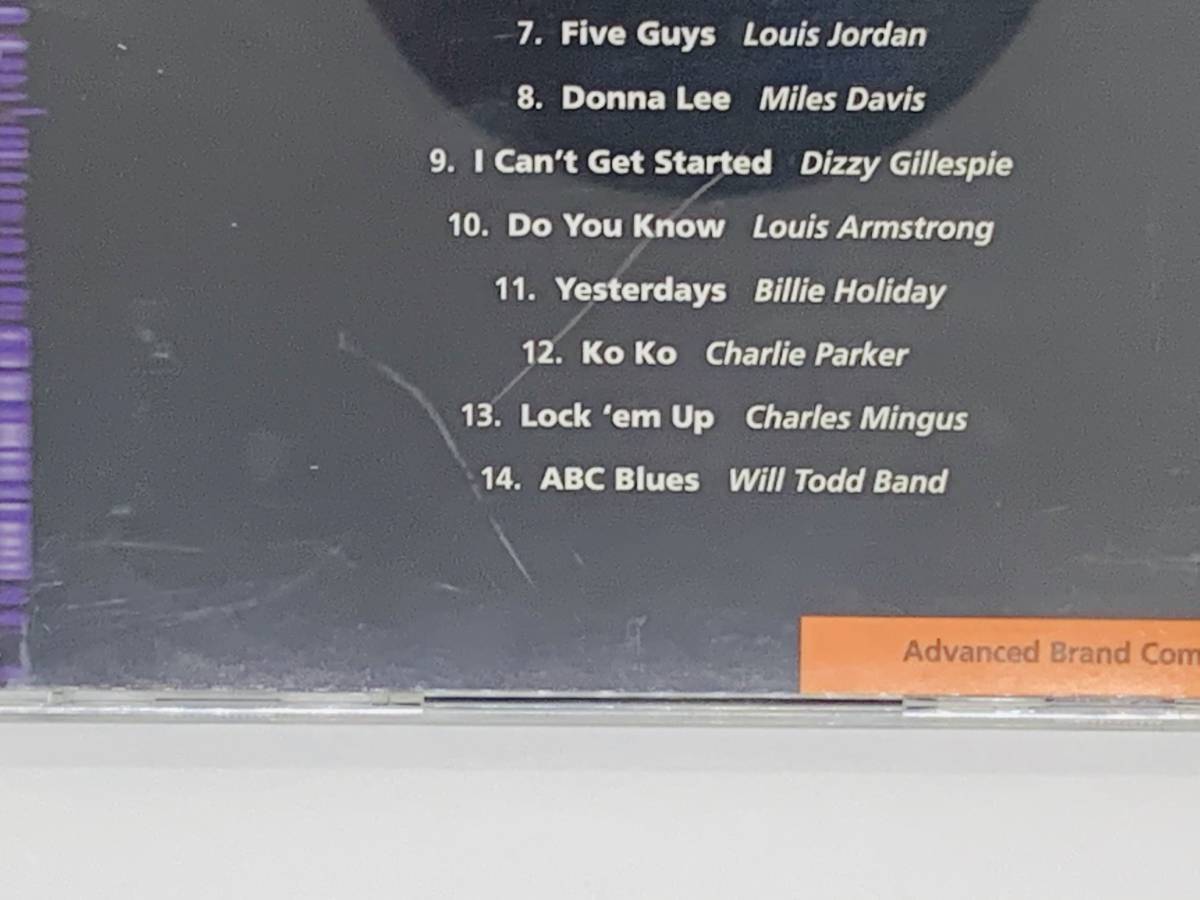 7. Five Guys Louis Jordan
8. Donna Lee Miles Davis
9. I Can't Get Started Dizzy Gillespie
10. Do You Know Louis Armstrong
11. Yesterdays Billie Holiday
12. Ko Ko Charlie Parker
13. Lock ‘em Up Charles Mingus
14. ABC Blues Will Todd Band
Advanced Brand Com